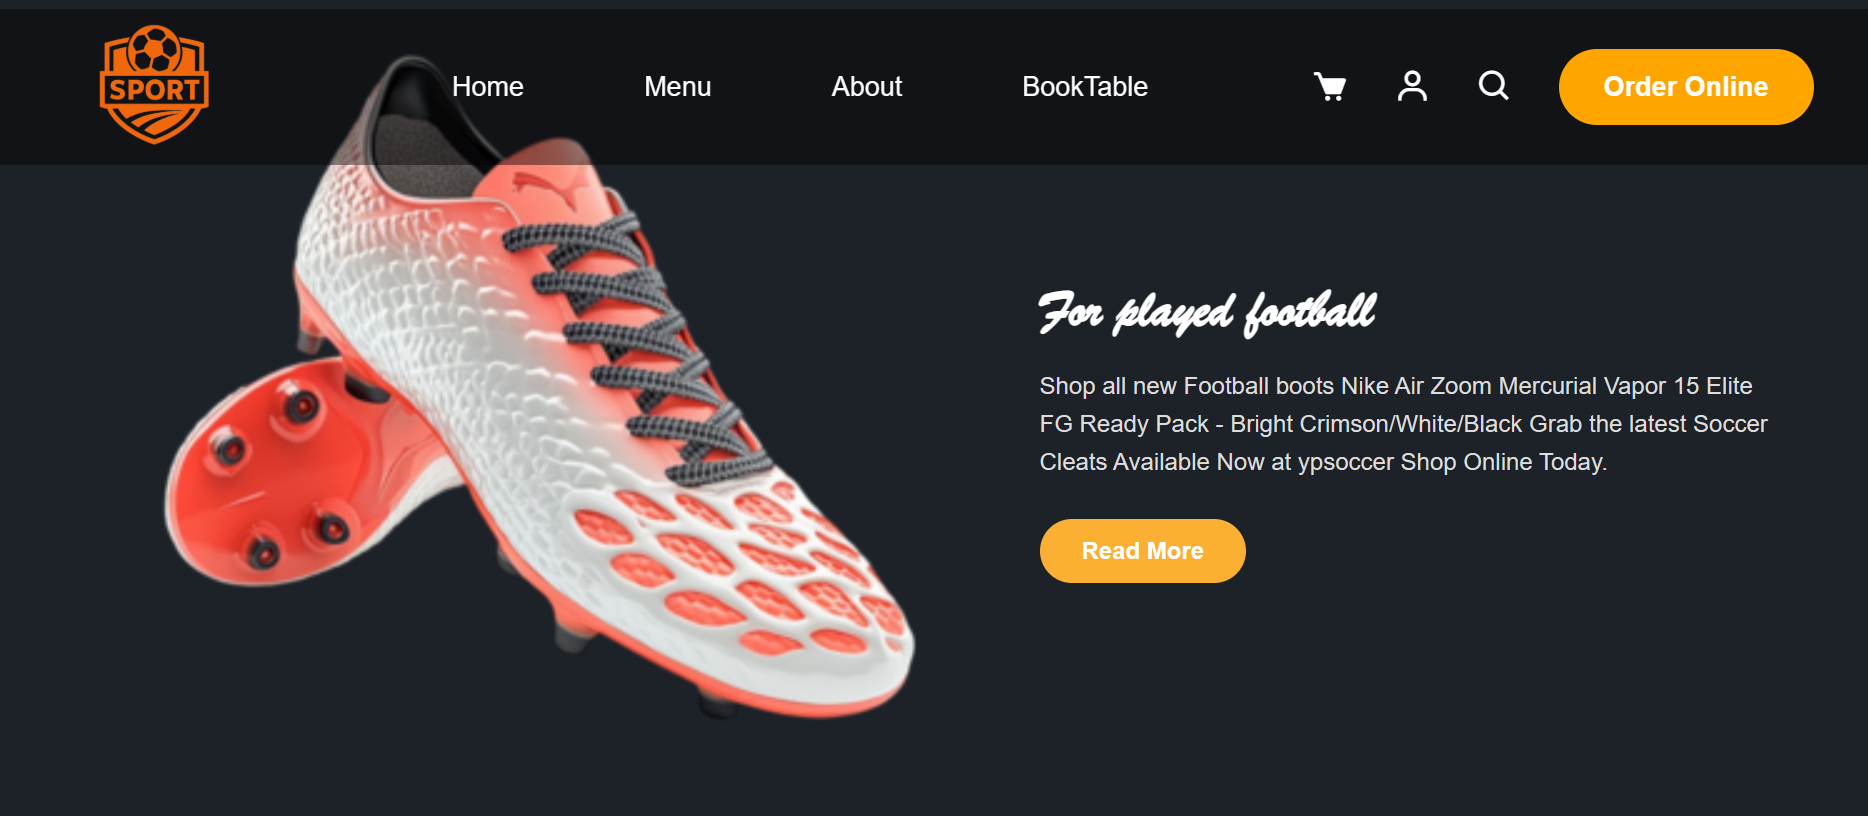 SPORT
Home
Menu
About
BookTable
Order Online
For played football
Shop all new Football boots Nike Air Zoom Mercurial Vapor 15 Elite
FG Ready Pack - Bright Crimson/White/Black Grab the latest Soccer
Cleats Available Now at ypsoccer Shop Online Today.
Read More